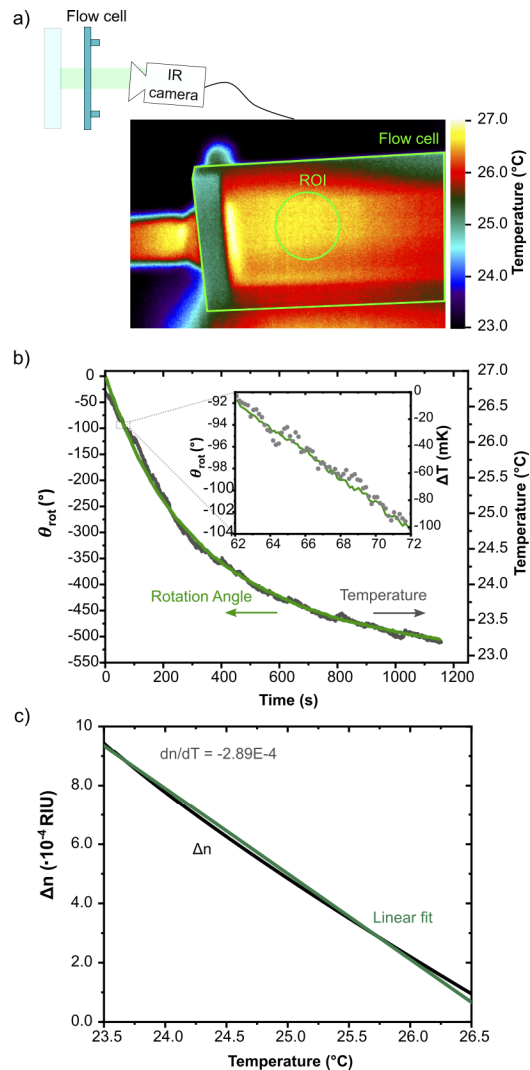 a)
Flow cell
IR
camera
Flow cell
ROI
27.0
26.0
25.0
24.0
23.0
Temperature (°C)
b)
0
-50
-100
-150
-200
-250
-300
-350
-400
-450
-500
-550
θrot (°)
27.0
26.5
26.0
25.5
25.0
24.5
24.0
23.5
23.0
Temperature (°C)
-92
-94
-96
-98
-100
-102
-104
θrot (°)
0
-20
-40
-60
-80
-100
ΔT (mK)
62 64 66 68 70 72
Rotation Angle
Temperature
0 200 400 600 800 1000 1200
Time (s)
c)
10
8.0
6.0
4.0
2.0
0.0
Δn (·10-4 RIU)
dn/dT = -2.89E-4
Δn
Linear fit
23.5 24.0 24.5 25.0 25.5 26.0 26.5
Temperature (°C)